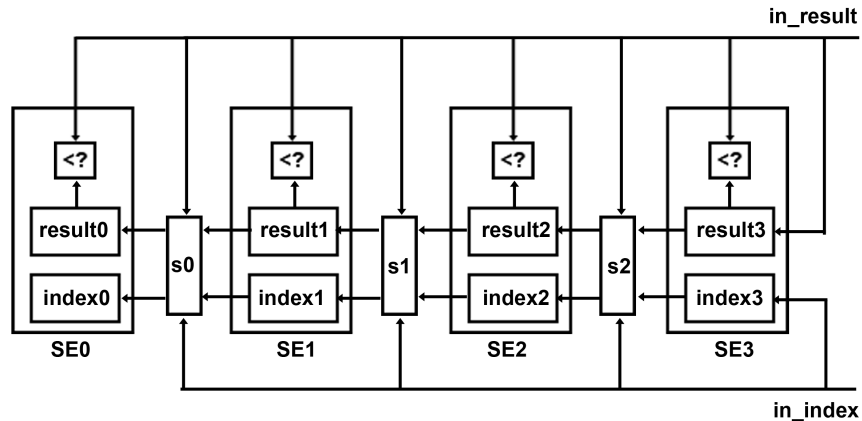 in_result
<? <? <? <?
result0 result1 result2 result3
s0 s1 s2
index0 index1 index2 index3
SE0 SE1 SE2 SE3
in_index